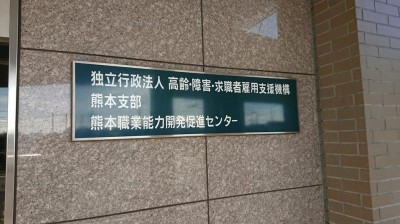 独立行政法人 高齢・障害・求職者雇用支援機構
熊本支部
熊本職業能力開発促進センター